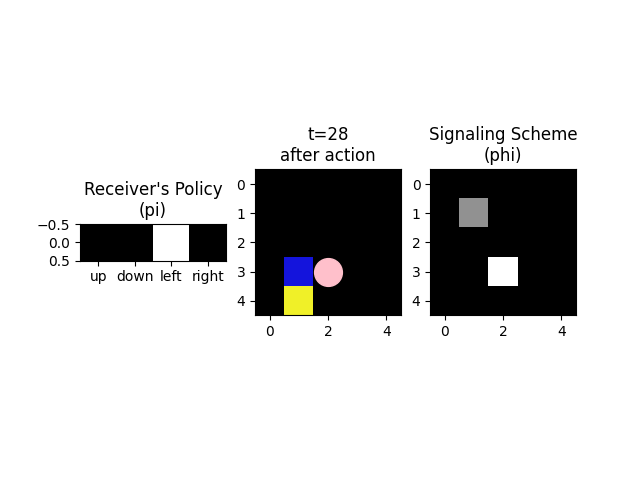 Receiver's Policy
(pi)
−0.5
0.0
0.5
up down left right
t=28
after action
0
1
2
3
4
0 2 4
Signaling Scheme
(phi)
0
1
2
3
4
0 2 4